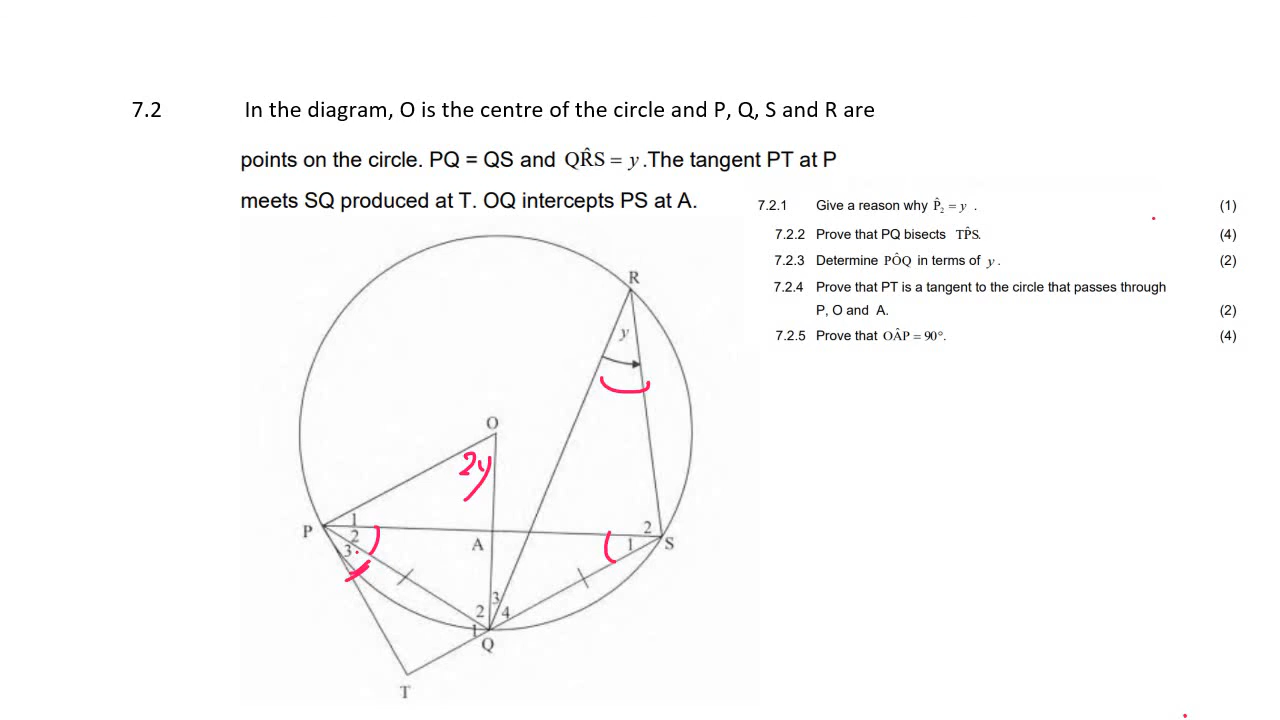 7.2 In the diagram, O is the centre of the circle and P, Q, S and R are
points on the circle. PQ = QS and QR̂S = y .The tangent PT at P
meets SQ produced at T. OQ intercepts PS at A.
7.2.1 Give a reason why P̂₂ = y . (1)
7.2.2 Prove that PQ bisects TP̂S. (4)
7.2.3 Determine PÔQ in terms of y . (2)
7.2.4 Prove that PT is a tangent to the circle that passes through
P, O and A. (2)
7.2.5 Prove that OÂP = 90°. (4)
R
y
O
2y
P 1
2
3
A
2
1 S
3
2 4
1
Q
T